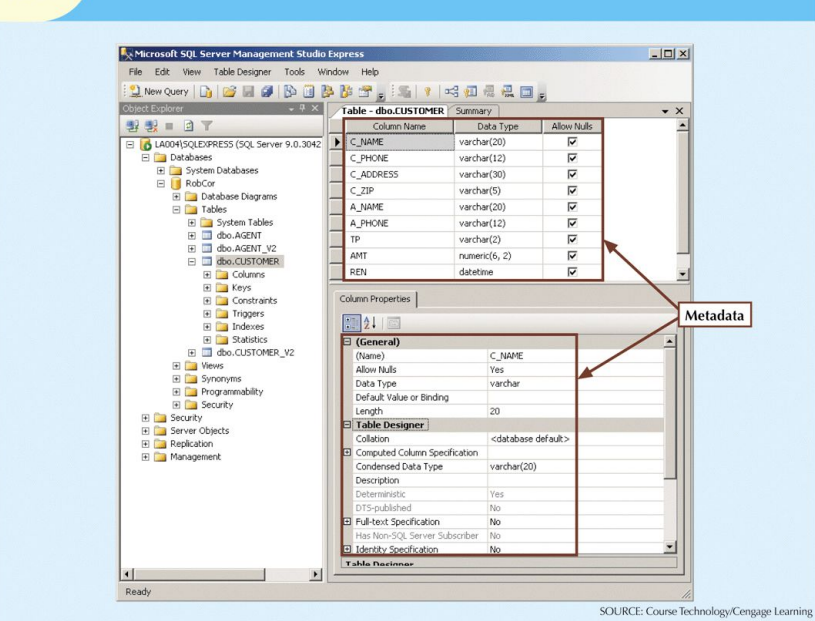 Microsoft SQL Server Management Studio Express
File Edit View Table Designer Tools Window Help
New Query
Object Explorer
LA004\SQLEXPRESS (SQL Server 9.0.3042
Databases
System Databases
RobCor
Database Diagrams
Tables
System Tables
dbo.AGENT
dbo.AGENT_V2
dbo.CUSTOMER
Columns
Keys
Constraints
Triggers
Indexes
Statistics
dbo.CUSTOMER_V2
Views
Synonyms
Programmability
Security
Security
Server Objects
Replication
Management
Table - dbo.CUSTOMER Summary
Column Name Data Type Allow Nulls
C_NAME varchar(20)
C_PHONE varchar(12)
C_ADDRESS varchar(30)
C_ZIP varchar(5)
A_NAME varchar(20)
A_PHONE varchar(12)
TP varchar(2)
AMT numeric(6, 2)
REN datetime
Column Properties
(General)
(Name) C_NAME
Allow Nulls Yes
Data Type varchar
Default Value or Binding
Length 20
Table Designer
Collation <database default>
Computed Column Specification
Condensed Data Type varchar(20)
Description
Deterministic Yes
DTS-published No
Full-text Specification No
Has Non-SQL Server Subscriber No
Identity Specification No
Table Designer
Metadata
Ready
SOURCE: Course Technology/Cengage Learning